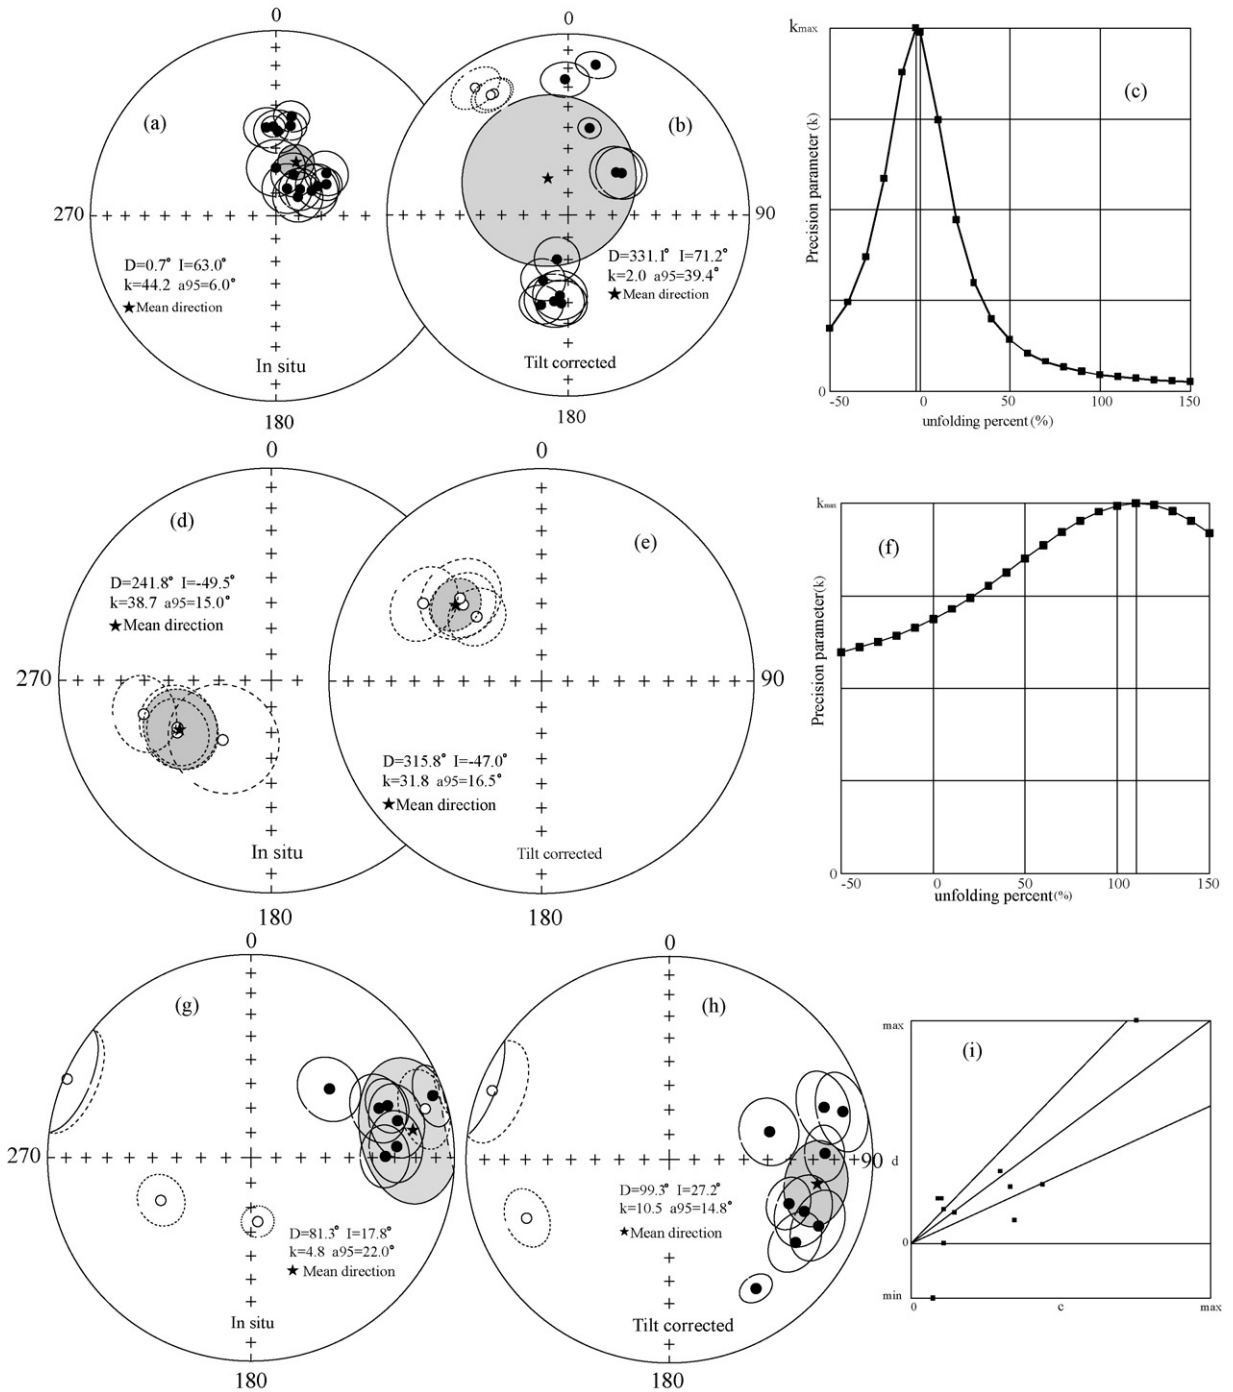 0
(a)
270
D=0.7° I=63.0°
k=44.2 a95=6.0°
★Mean direction
In situ
180
0
(b)
90
D=331.1° I=71.2°
k=2.0 a95=39.4°
★Mean direction
Tilt corrected
180
kmax
(c)
Precision parameter(k)
0
-50 0 50 100 150
unfolding percent(%)
0
(d)
D=241.8° I=-49.5°
k=38.7 a95=15.0°
★Mean direction
270
In situ
180
0
(e)
90
D=315.8° I=-47.0°
k=31.8 a95=16.5°
★Mean direction
Tilt corrected
180
(f)
Precision parameter(k)
0
-50 0 50 100 150
unfolding percent(%)
0
(g)
270
D=81.3° I=17.8°
k=4.8 a95=22.0°
★ Mean direction
In situ
180
0
(h)
90
D=99.3° I=27.2°
k=10.5 a95=14.8°
★Mean direction
Tilt corrected
180
max
(i)
d
0
min
0 c max